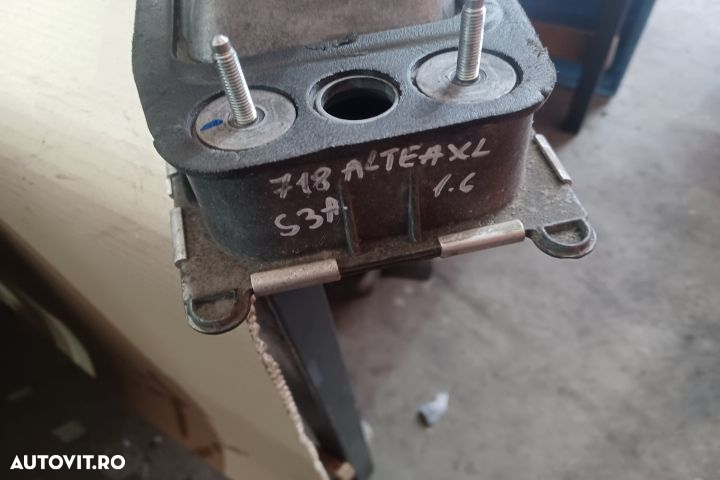 718 ALTEA XL
1.6
S3A
AUTOVIT.RO